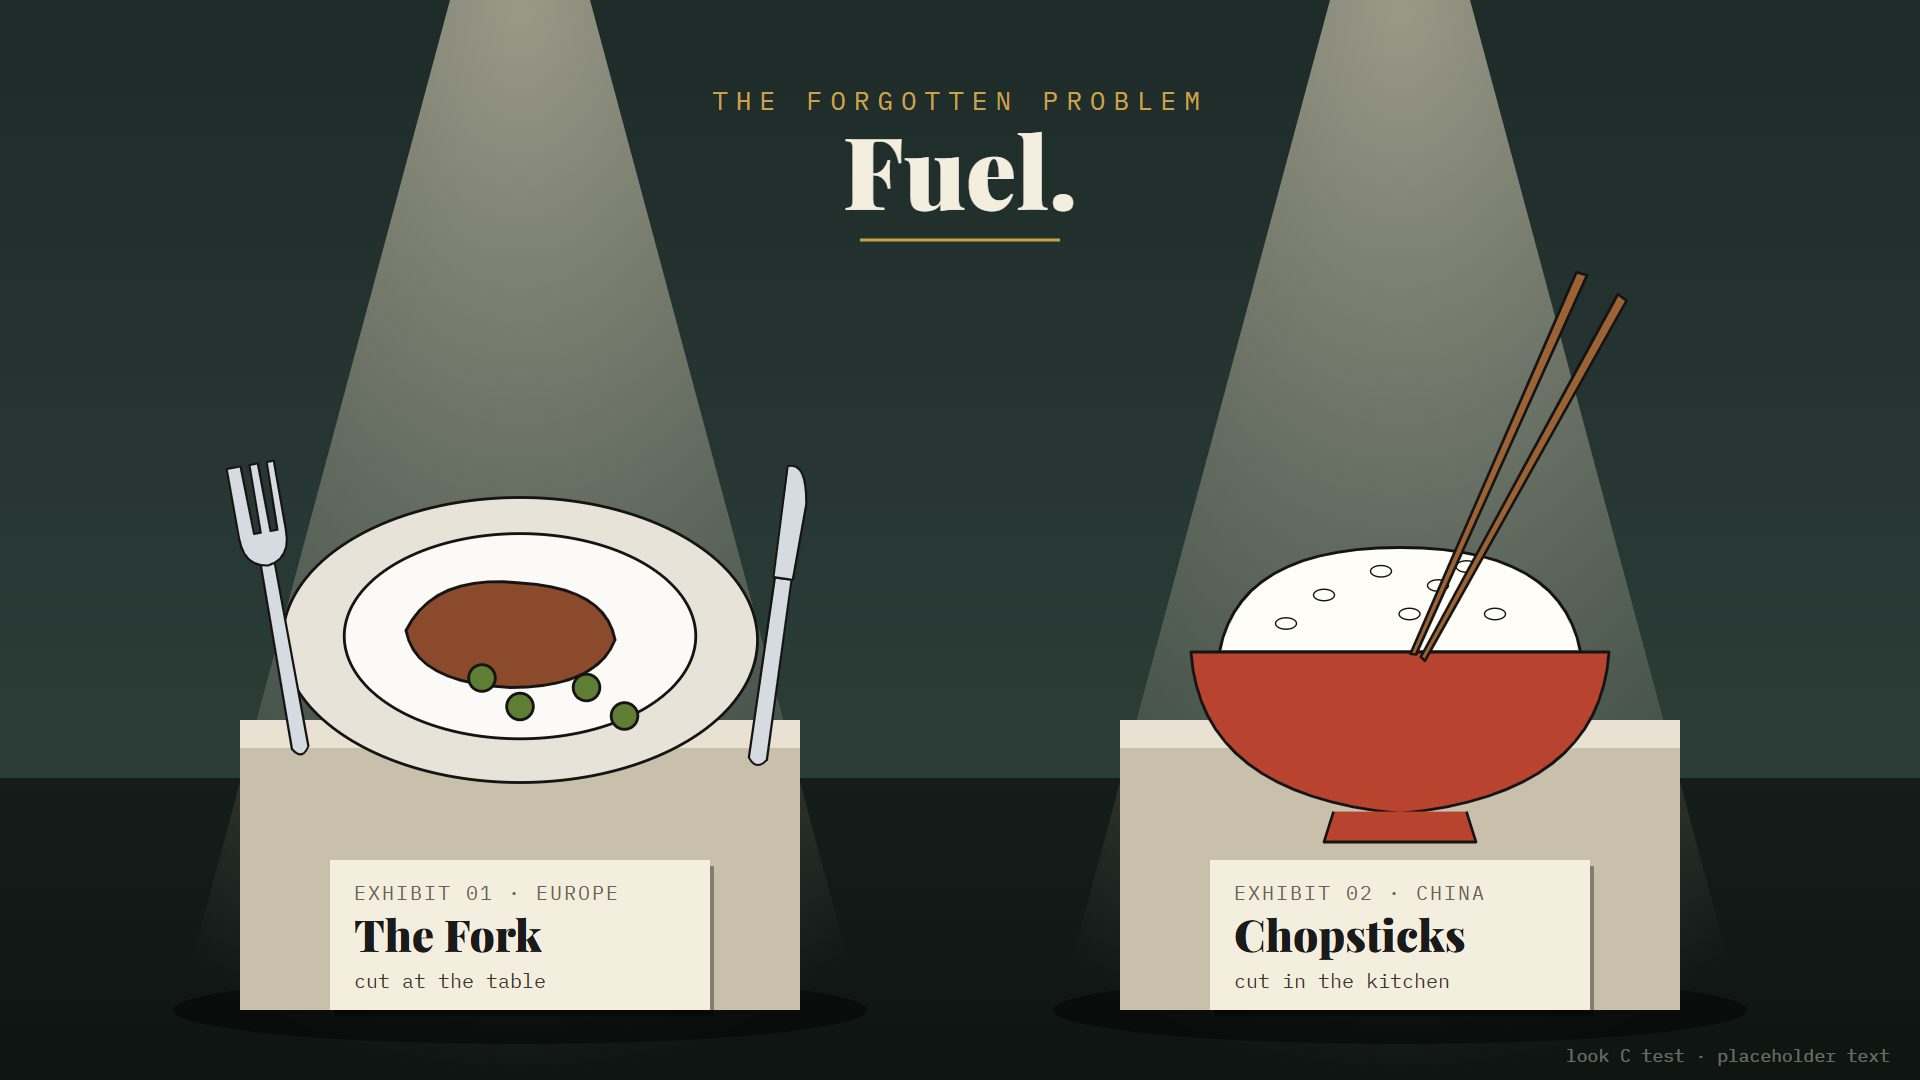 THE FORGOTTEN PROBLEM
Fuel.
EXHIBIT 01 · EUROPE
The Fork
cut at the table
EXHIBIT 02 · CHINA
Chopsticks
cut in the kitchen
look C test · placeholder text